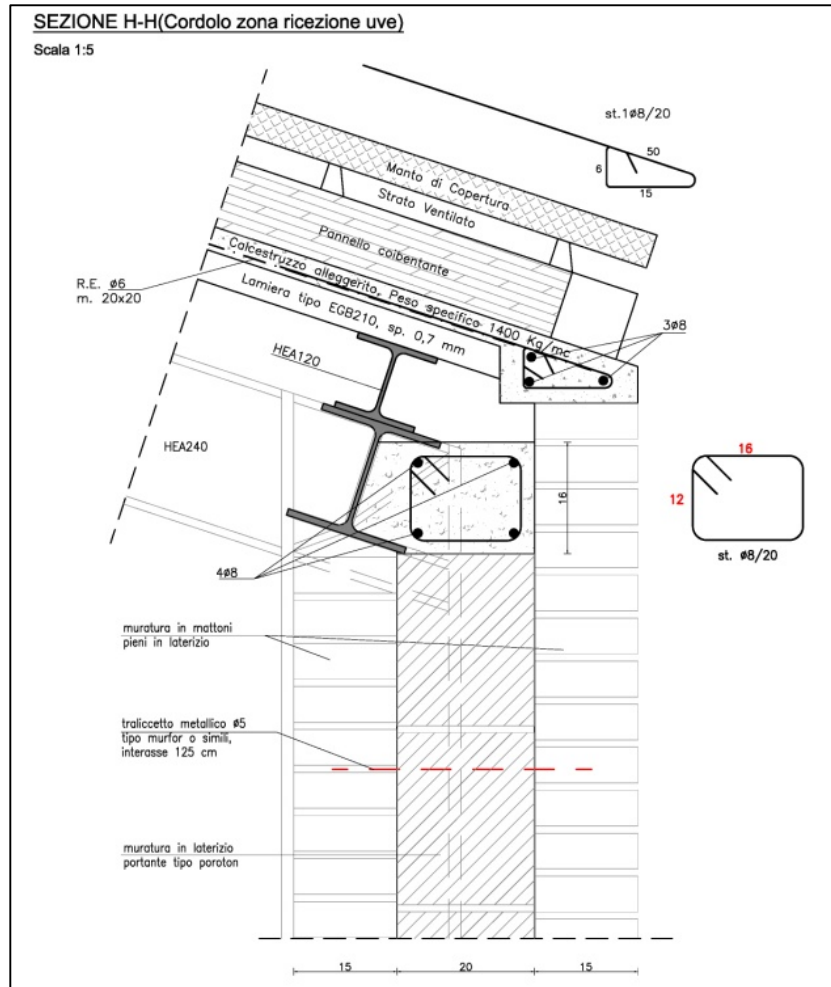 SEZIONE H-H(Cordolo zona ricezione uve)
Scala 1:5
st.1ø8/20
50
6
15
Manto di Copertura
Strato Ventilato
Pannello coibentante
Calcestruzzo alleggerito, Peso specifico 1400 Kg/mc
R.E. ø6
m. 20x20
Lamiera tipo EGB210, sp. 0,7 mm
3ø8
HEA120
HEA240
16
12
16
st. ø8/20
4ø8
muratura in mattoni
pieni in laterizio
traliccetto metallico ø5
tipo murfor o simili,
interasse 125 cm
muratura in laterizio
portante tipo poroton
15
20
15